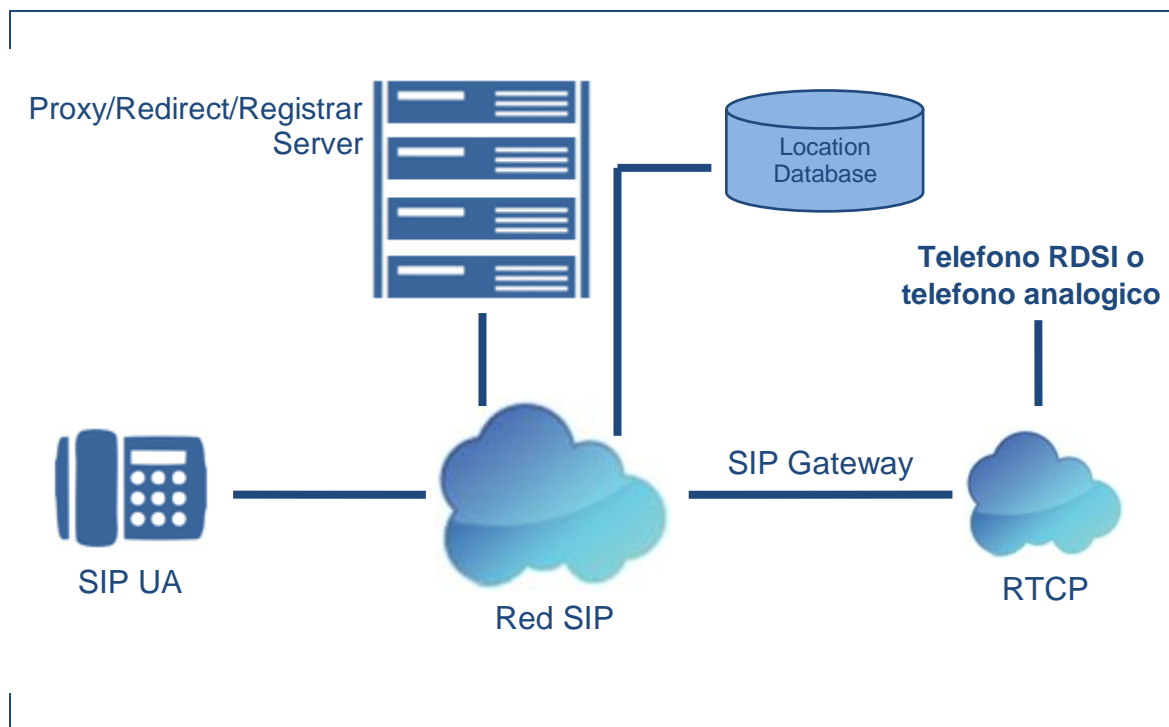 Proxy/Redirect/Registrar
Server
Location
Database
Telefono RDSI o
telefono analogico
SIP Gateway
SIP UA
Red SIP
RTCP